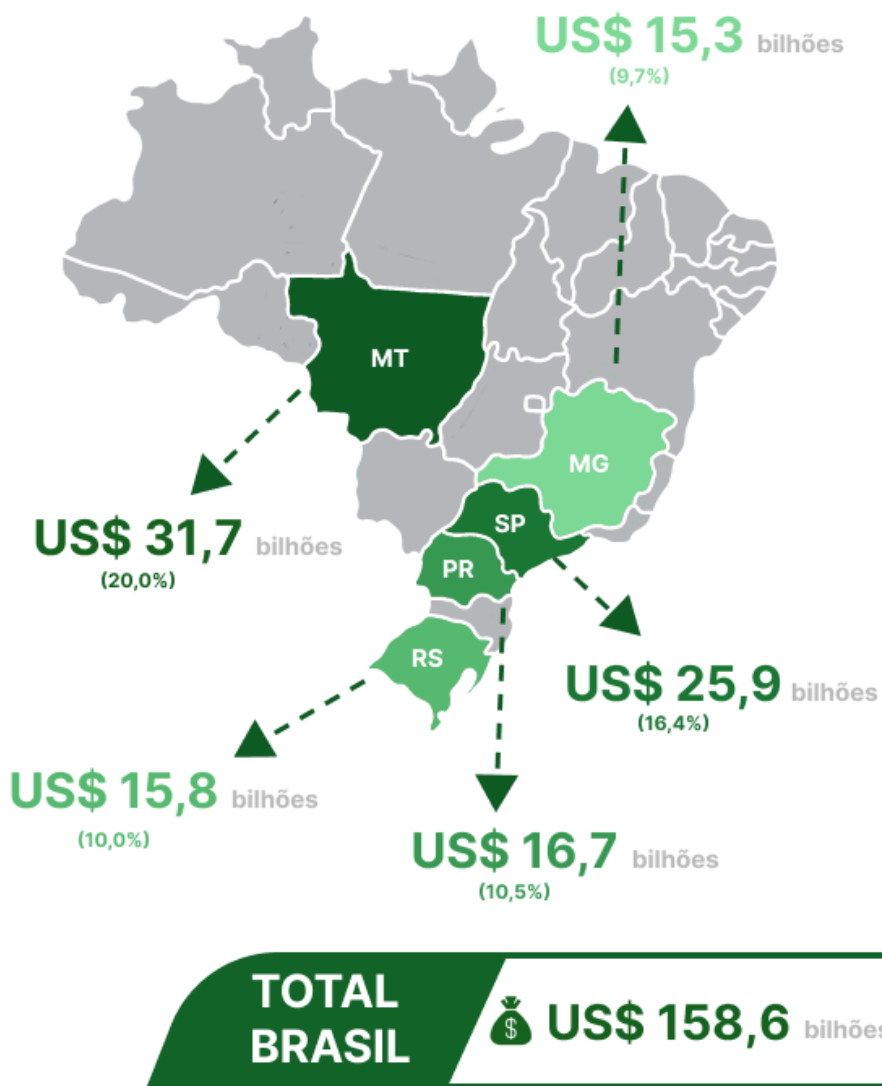 US$ 15,3 bilhões
(9,7%)
MT
MG
SP
US$ 31,7 bilhões
(20,0%)
PR
RS
US$ 25,9 bilhões
(16,4%)
US$ 15,8 bilhões
(10,0%)
US$ 16,7 bilhões
(10,5%)
TOTAL
BRASIL
$
US$ 158,6 bilhões